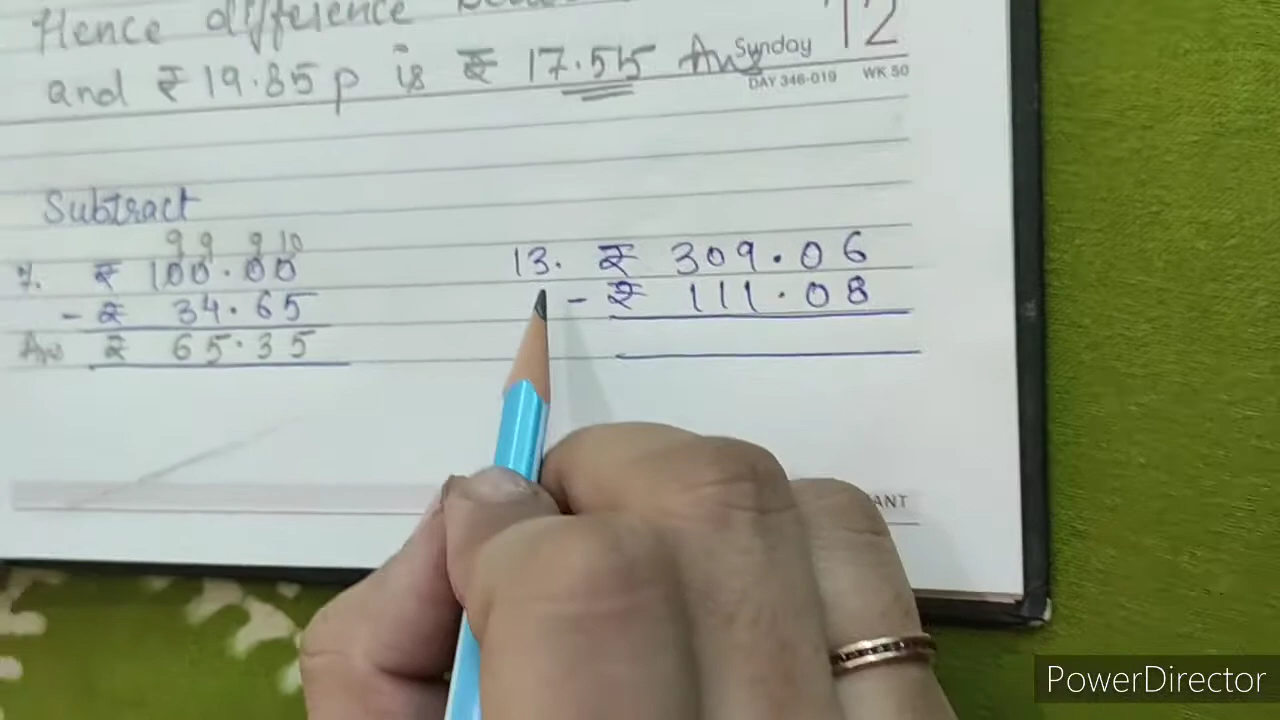 Hence difference
and ₹ 19.85 p is ₹ 17.55 Ans
Sunday 12
DAY 346-019 WK 50
Subtract
9 9 9 10
7. ₹ 100.00
- ₹ 34.65
Ans ₹ 65.35
13. ₹ 309.06
- ₹ 111.08
ANT
PowerDirector